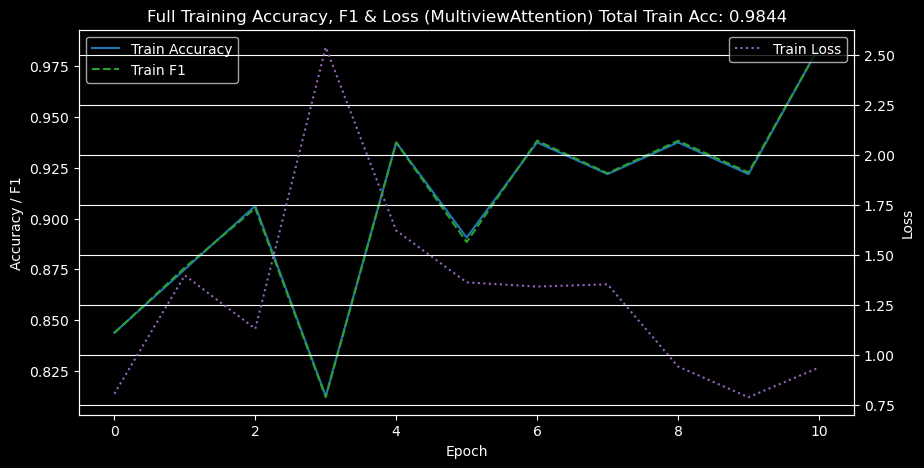 Full Training Accuracy, F1 & Loss (MultiviewAttention) Total Train Acc: 0.9844
Train Accuracy
Train F1
Train Loss
Accuracy / F1
0.975
0.950
0.925
0.900
0.875
0.850
0.825
2.50
2.25
2.00
1.75
1.50
1.25
1.00
0.75
Loss
0 2 4 6 8 10
Epoch